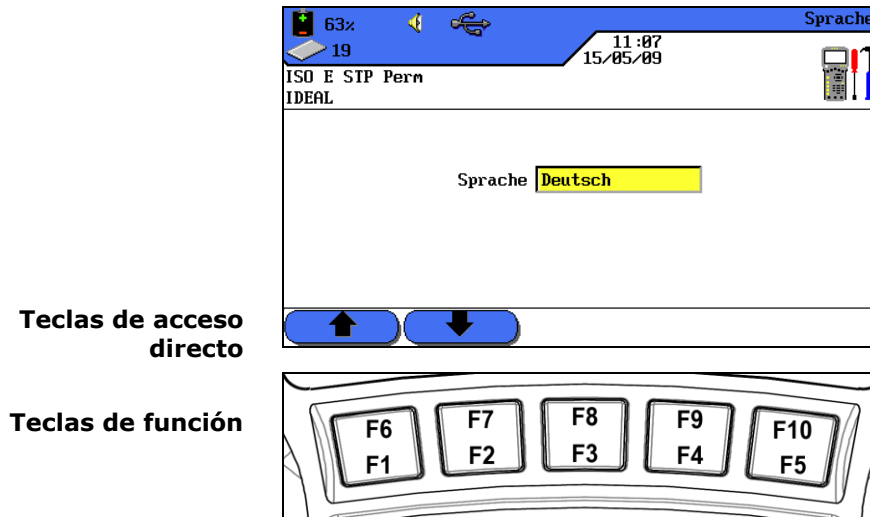 63%
Sprache
19
11:07
15/05/09
ISO E STP Perm
IDEAL
Sprache Deutsch
Teclas de acceso
directo
Teclas de función
F6 F7 F8 F9 F10
F1 F2 F3 F4 F5